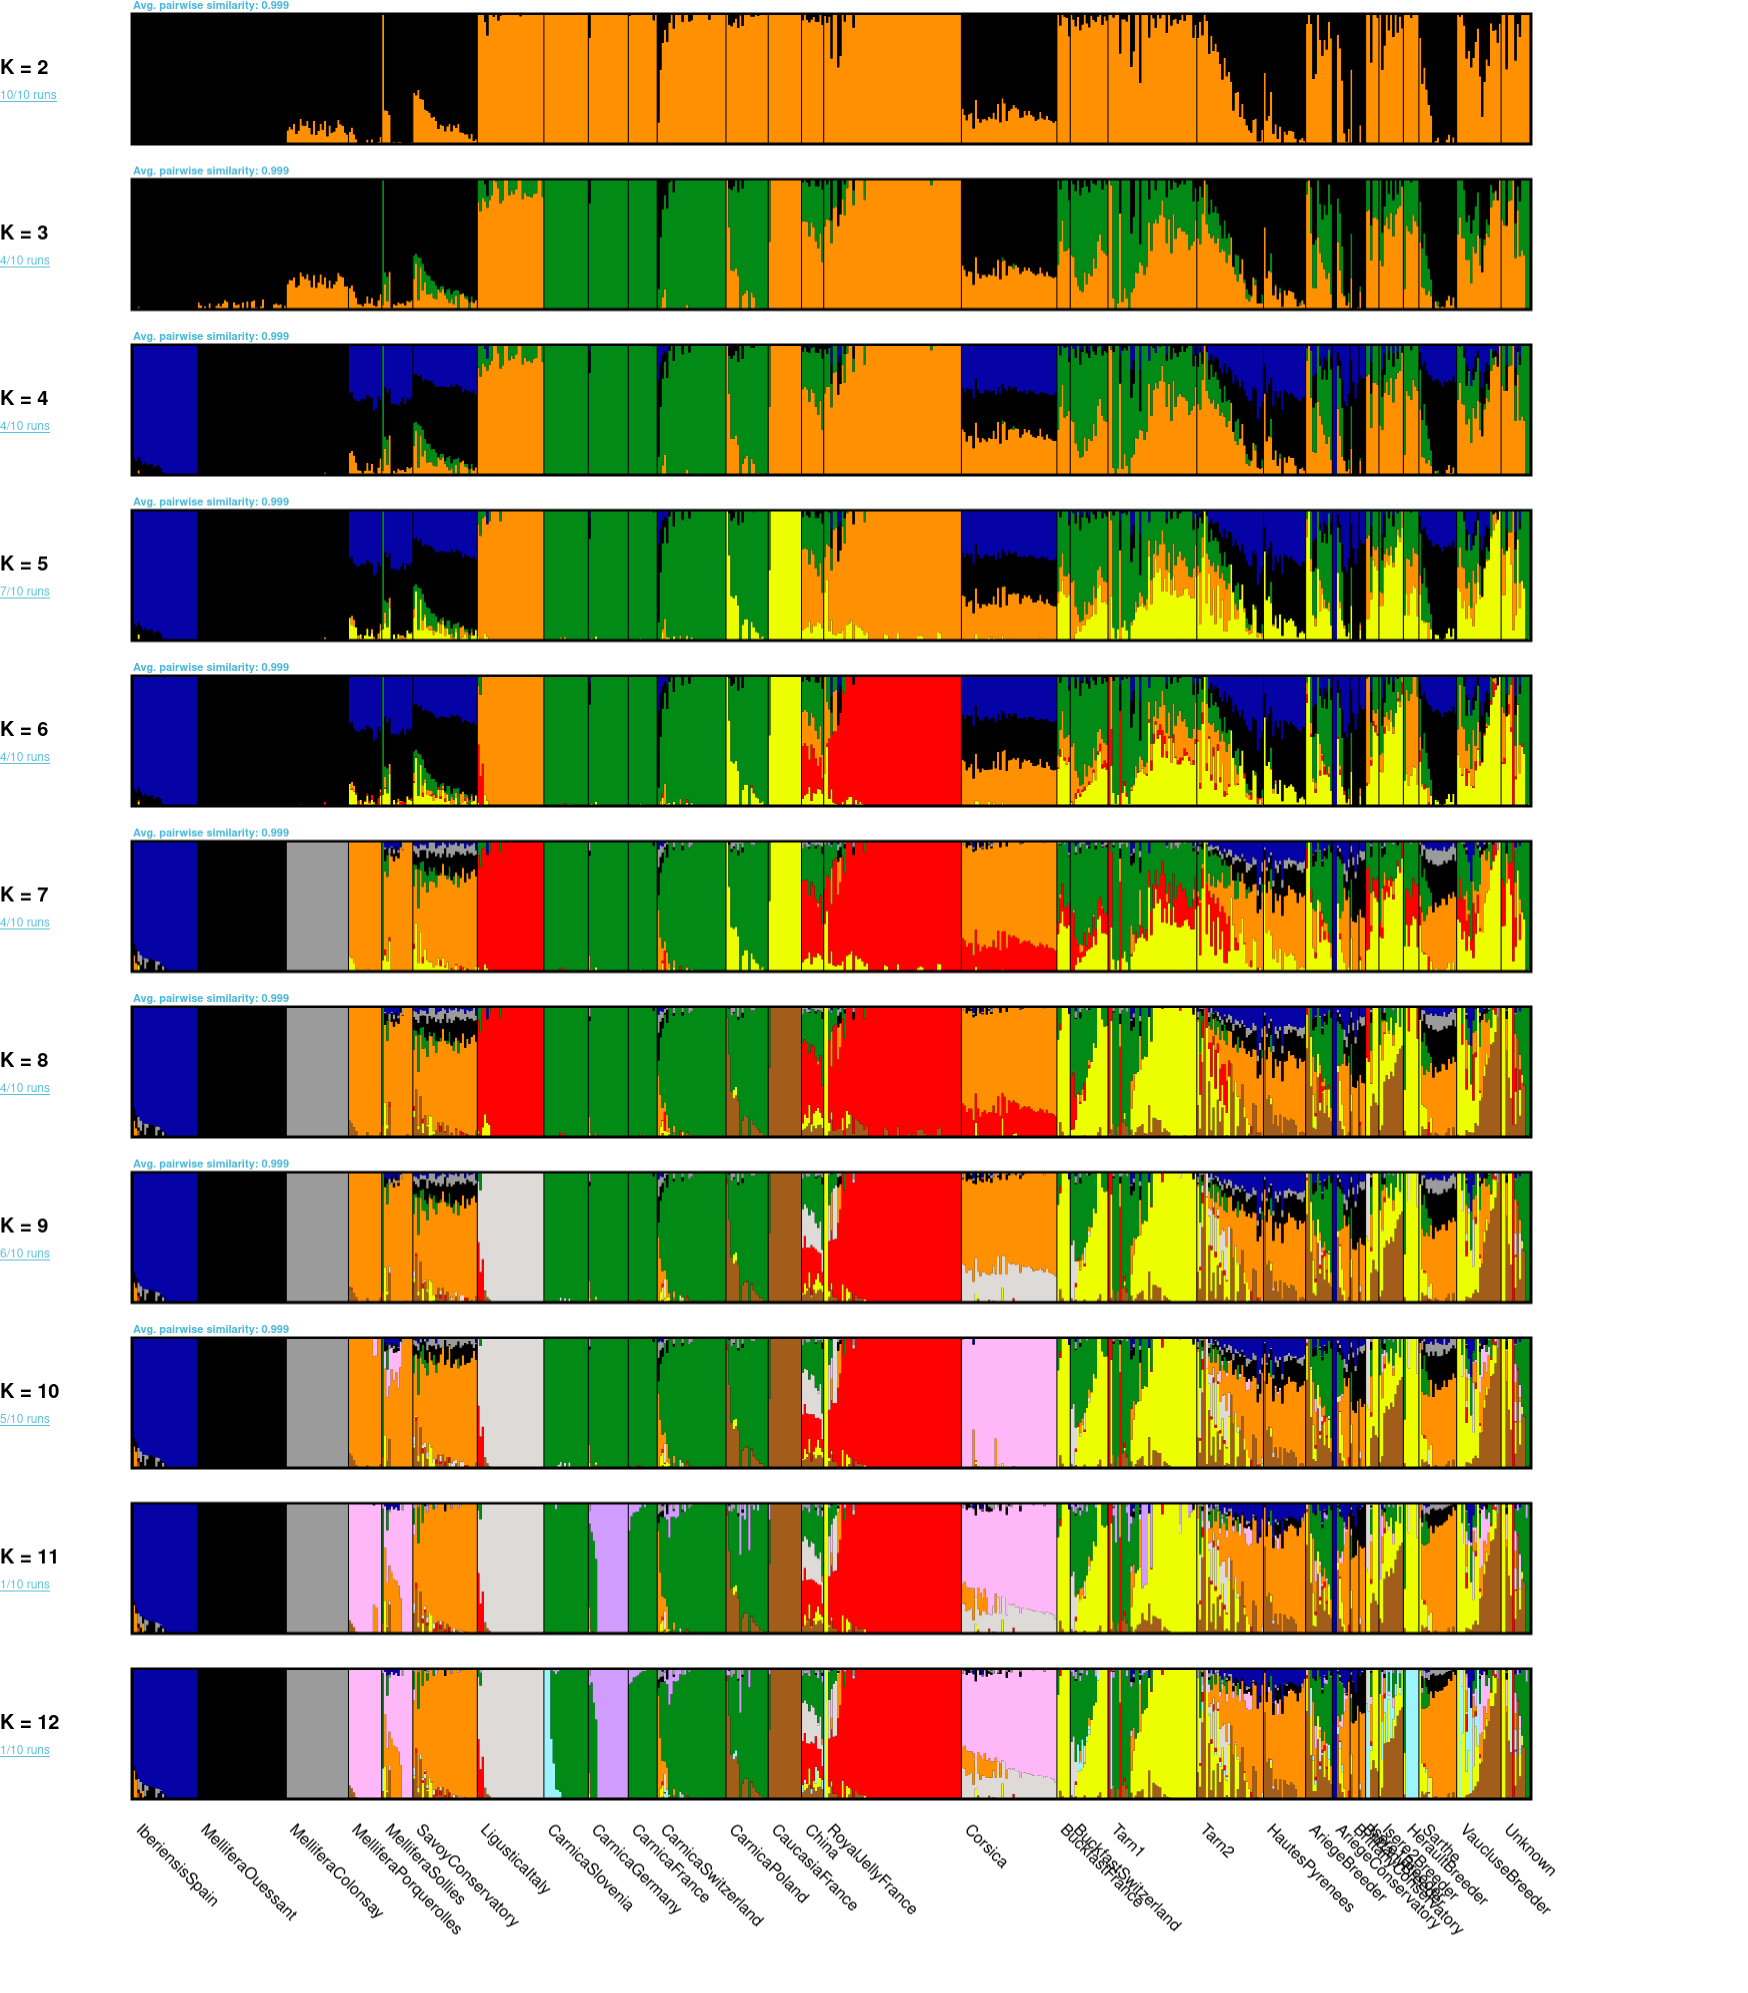 Avg. pairwise similarity: 0.999
K = 2
10/10 runs
Avg. pairwise similarity: 0.999
K = 3
4/10 runs
Avg. pairwise similarity: 0.999
K = 4
4/10 runs
Avg. pairwise similarity: 0.999
K = 5
7/10 runs
Avg. pairwise similarity: 0.999
K = 6
4/10 runs
Avg. pairwise similarity: 0.999
K = 7
4/10 runs
Avg. pairwise similarity: 0.999
K = 8
4/10 runs
Avg. pairwise similarity: 0.999
K = 9
6/10 runs
Avg. pairwise similarity: 0.999
K = 10
5/10 runs
K = 11
1/10 runs
K = 12
1/10 runs
IberiensisSpain
MelliferaOuessant
MelliferaColonsay
MelliferaPorquerolles
MelliferaSollies
SavoyConservatory
LigusticaItaly
CarnicaSlovenia
CarnicaGermany
CarnicaFrance
CarnicaSwitzerland
CarnicaPoland
CaucasiaFrance
China
RoyalJellyFrance
Corsica
BuckfastFrance
BuckfastSwitzerland
Tarn1
Tarn2
HautesPyrenees
AriegeBreeder
AriegeConservatory
Isere2Breeder
HeraultBreeder
Sarthe
VaucluseBreeder
Unknown